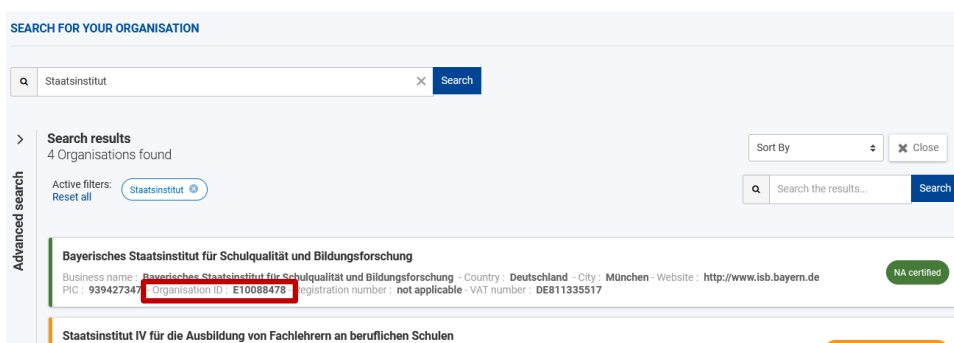 SEARCH FOR YOUR ORGANISATION
Staatsinstitut
Search
Search results
4 Organisations found
Sort By
Close
Active filters:
Staatsinstitut
Reset all
Search the results...
Search
Advanced search
Bayerisches Staatsinstitut für Schulqualität und Bildungsforschung
Business name : Bayerisches Staatsinstitut für Schulqualität und Bildungsforschung - Country : Deutschland - City : München - Website : http://www.isb.bayern.de
PIC : 939427347 - Organisation ID : E10088478 - Registration number : not applicable - VAT number : DE811335517
NA certified
Staatsinstitut IV für die Ausbildung von Fachlehrern an beruflichen Schulen